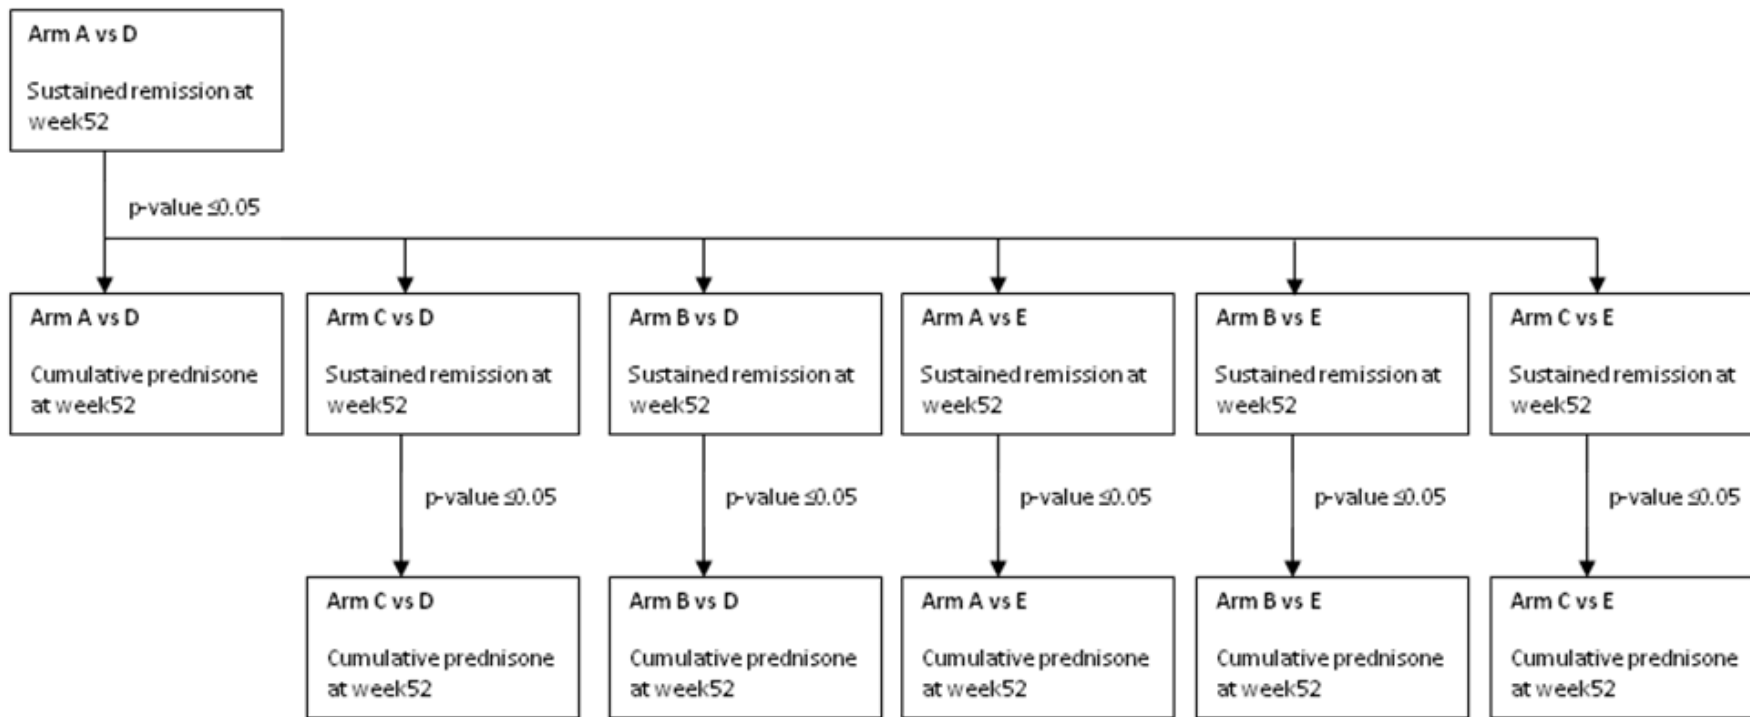 Arm A vs D
Sustained remission at
week52
p-value ≤0.05
Arm A vs D
Cumulative prednisone
at week52
Arm C vs D
Sustained remission at
week52
Arm B vs D
Sustained remission at
week52
Arm A vs E
Sustained remission at
week52
Arm B vs E
Sustained remission at
week52
Arm C vs E
Sustained remission at
week52
p-value ≤0.05
p-value ≤0.05
p-value ≤0.05
p-value ≤0.05
p-value ≤0.05
Arm C vs D
Cumulative prednisone
at week52
Arm B vs D
Cumulative prednisone
at week52
Arm A vs E
Cumulative prednisone
at week52
Arm B vs E
Cumulative prednisone
at week52
Arm C vs E
Cumulative prednisone
at week52